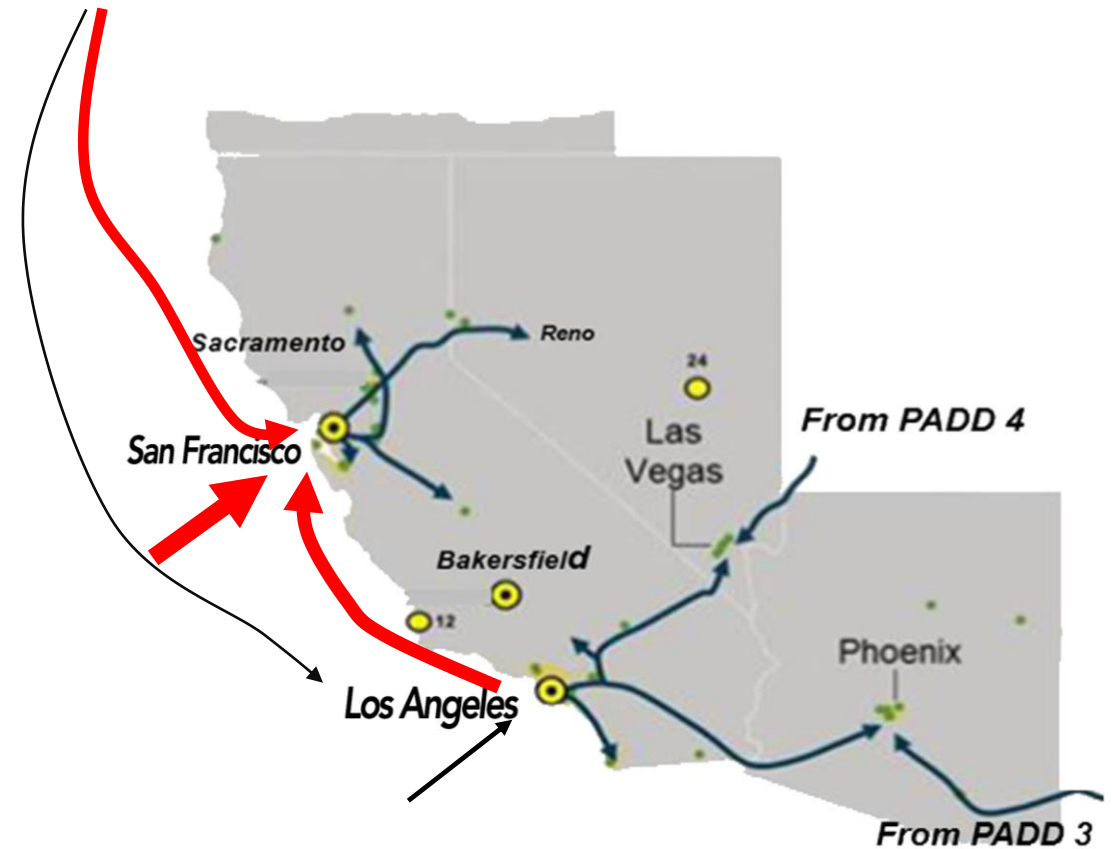 Sacramento
Reno
24
From PADD 4
Las
Vegas
San Francisco
Bakersfield
12
Phoenix
Los Angeles
From PADD 3